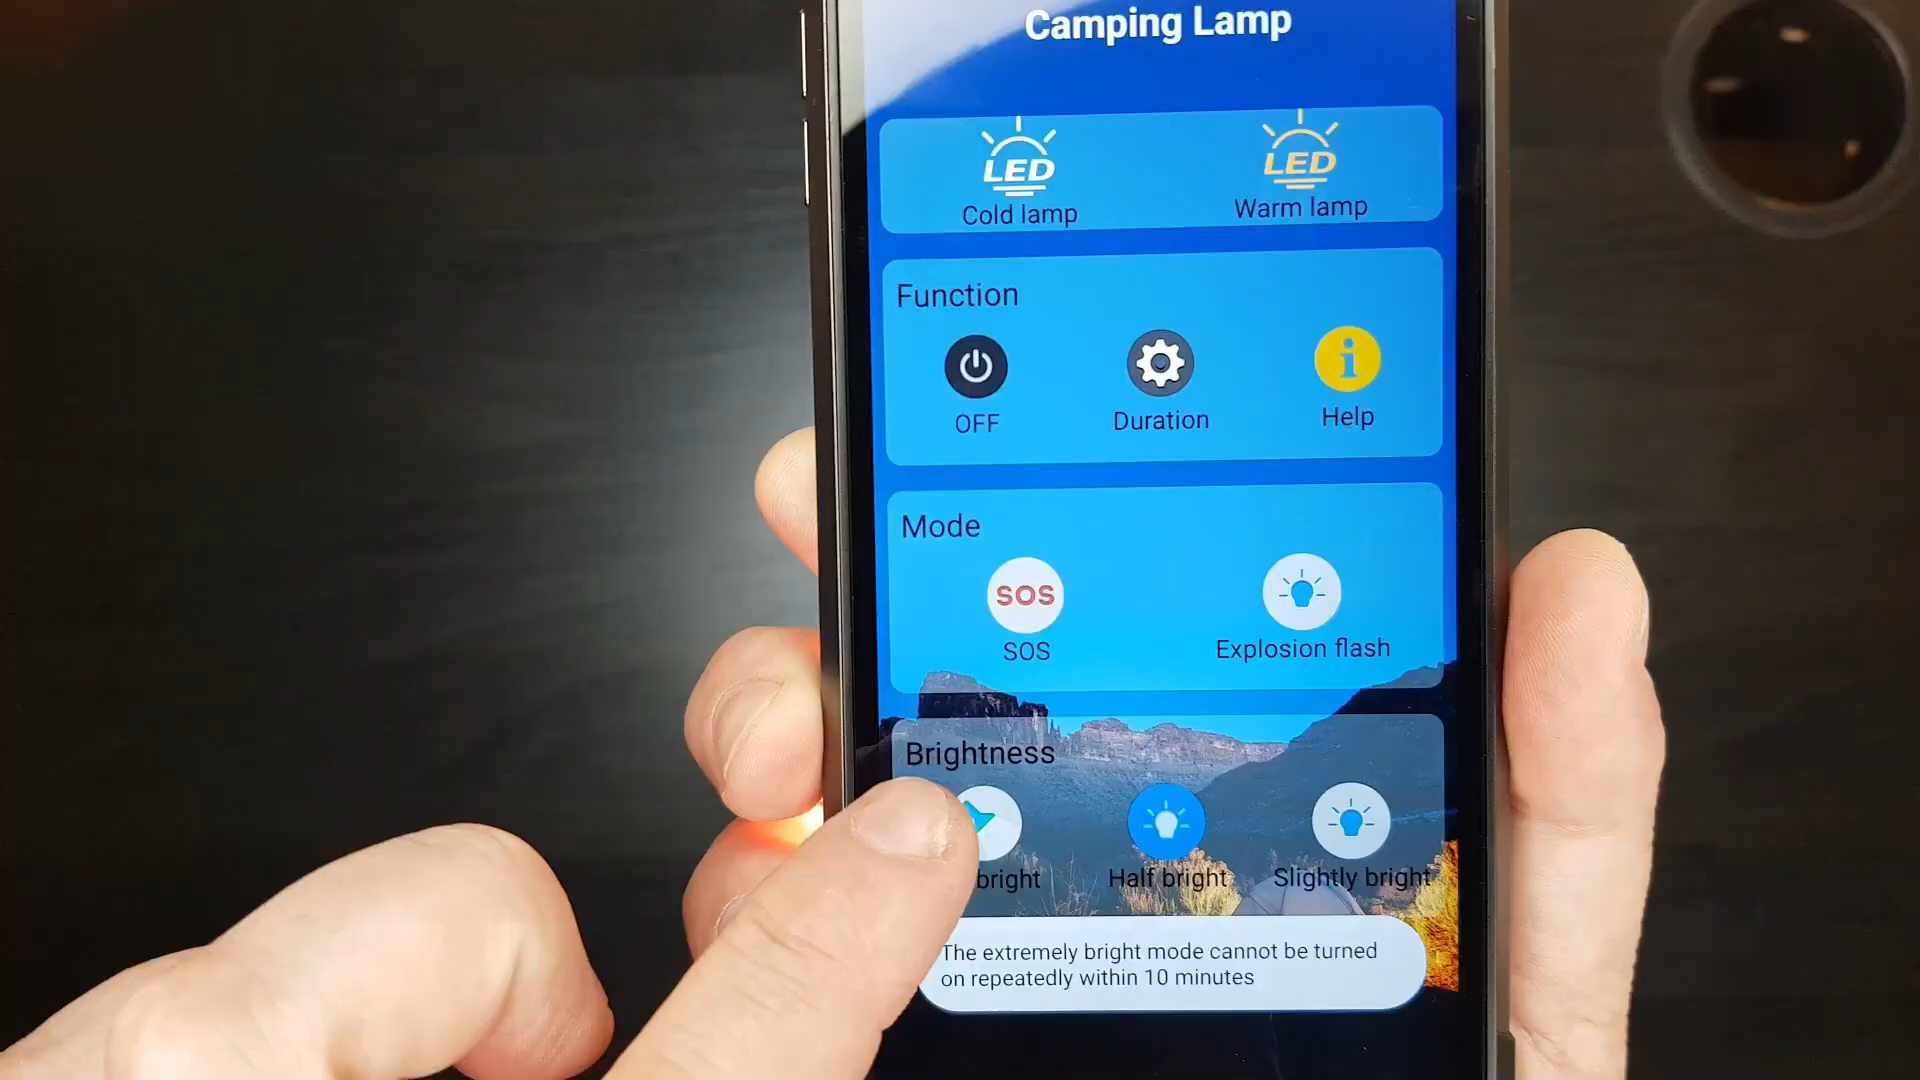 Camping Lamp
LED
LED
Cold lamp
Warm lamp
Function
OFF
Duration
Help
Mode
SOS
SOS
Explosion flash
Brightness
bright
Half bright
Slightly bright
The extremely bright mode cannot be turned
on repeatedly within 10 minutes